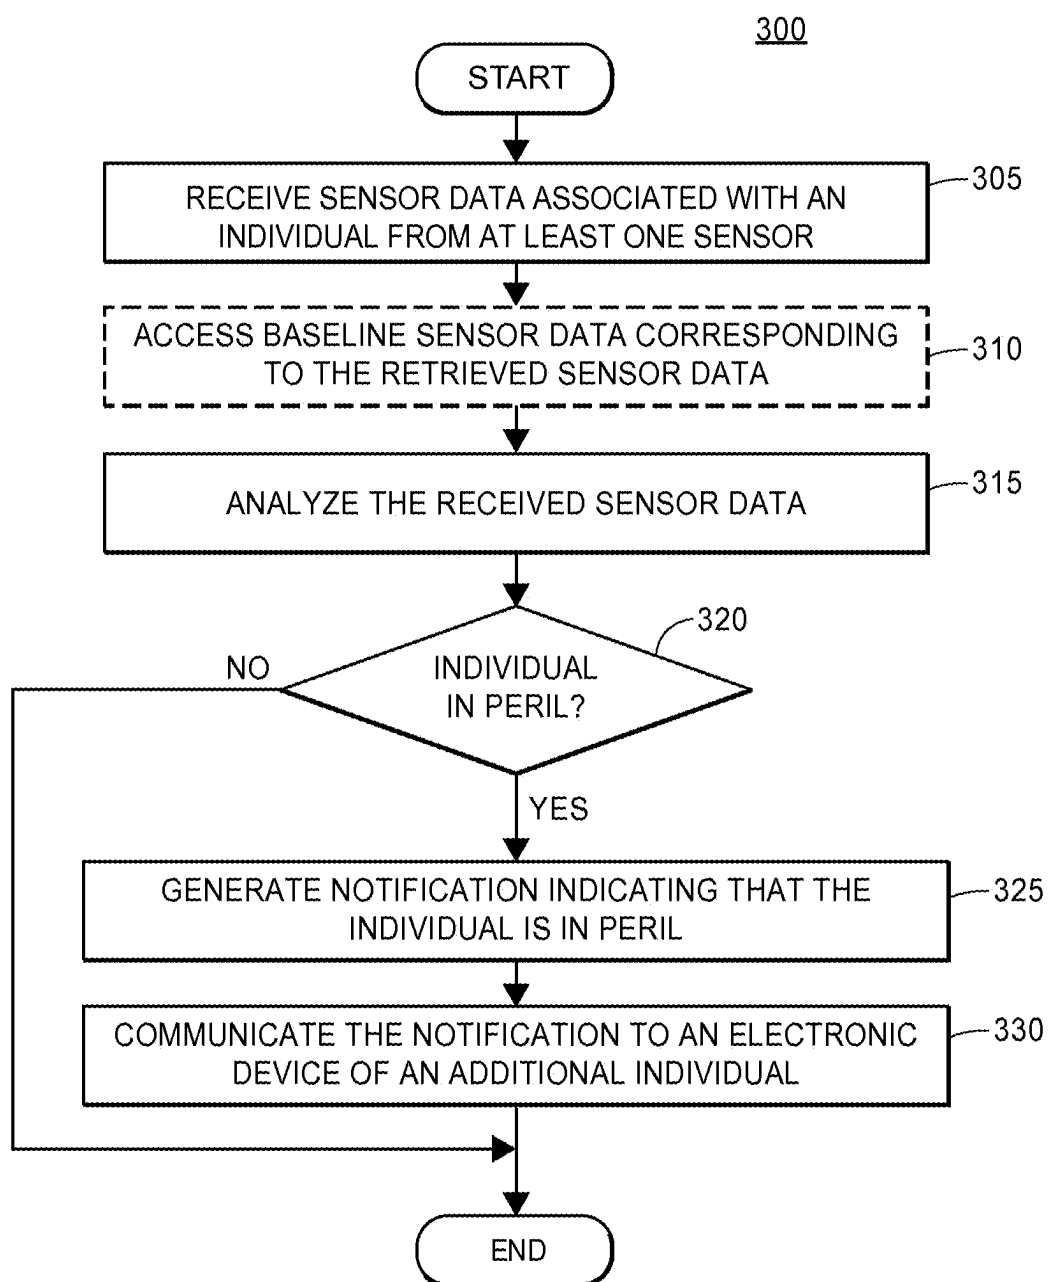 300
START
RECEIVE SENSOR DATA ASSOCIATED WITH AN
INDIVIDUAL FROM AT LEAST ONE SENSOR
305
ACCESS BASELINE SENSOR DATA CORRESPONDING
TO THE RETRIEVED SENSOR DATA
310
ANALYZE THE RECEIVED SENSOR DATA
315
320
INDIVIDUAL
IN PERIL?
NO
YES
GENERATE NOTIFICATION INDICATING THAT THE
INDIVIDUAL IS IN PERIL
325
COMMUNICATE THE NOTIFICATION TO AN ELECTRONIC
DEVICE OF AN ADDITIONAL INDIVIDUAL
330
END